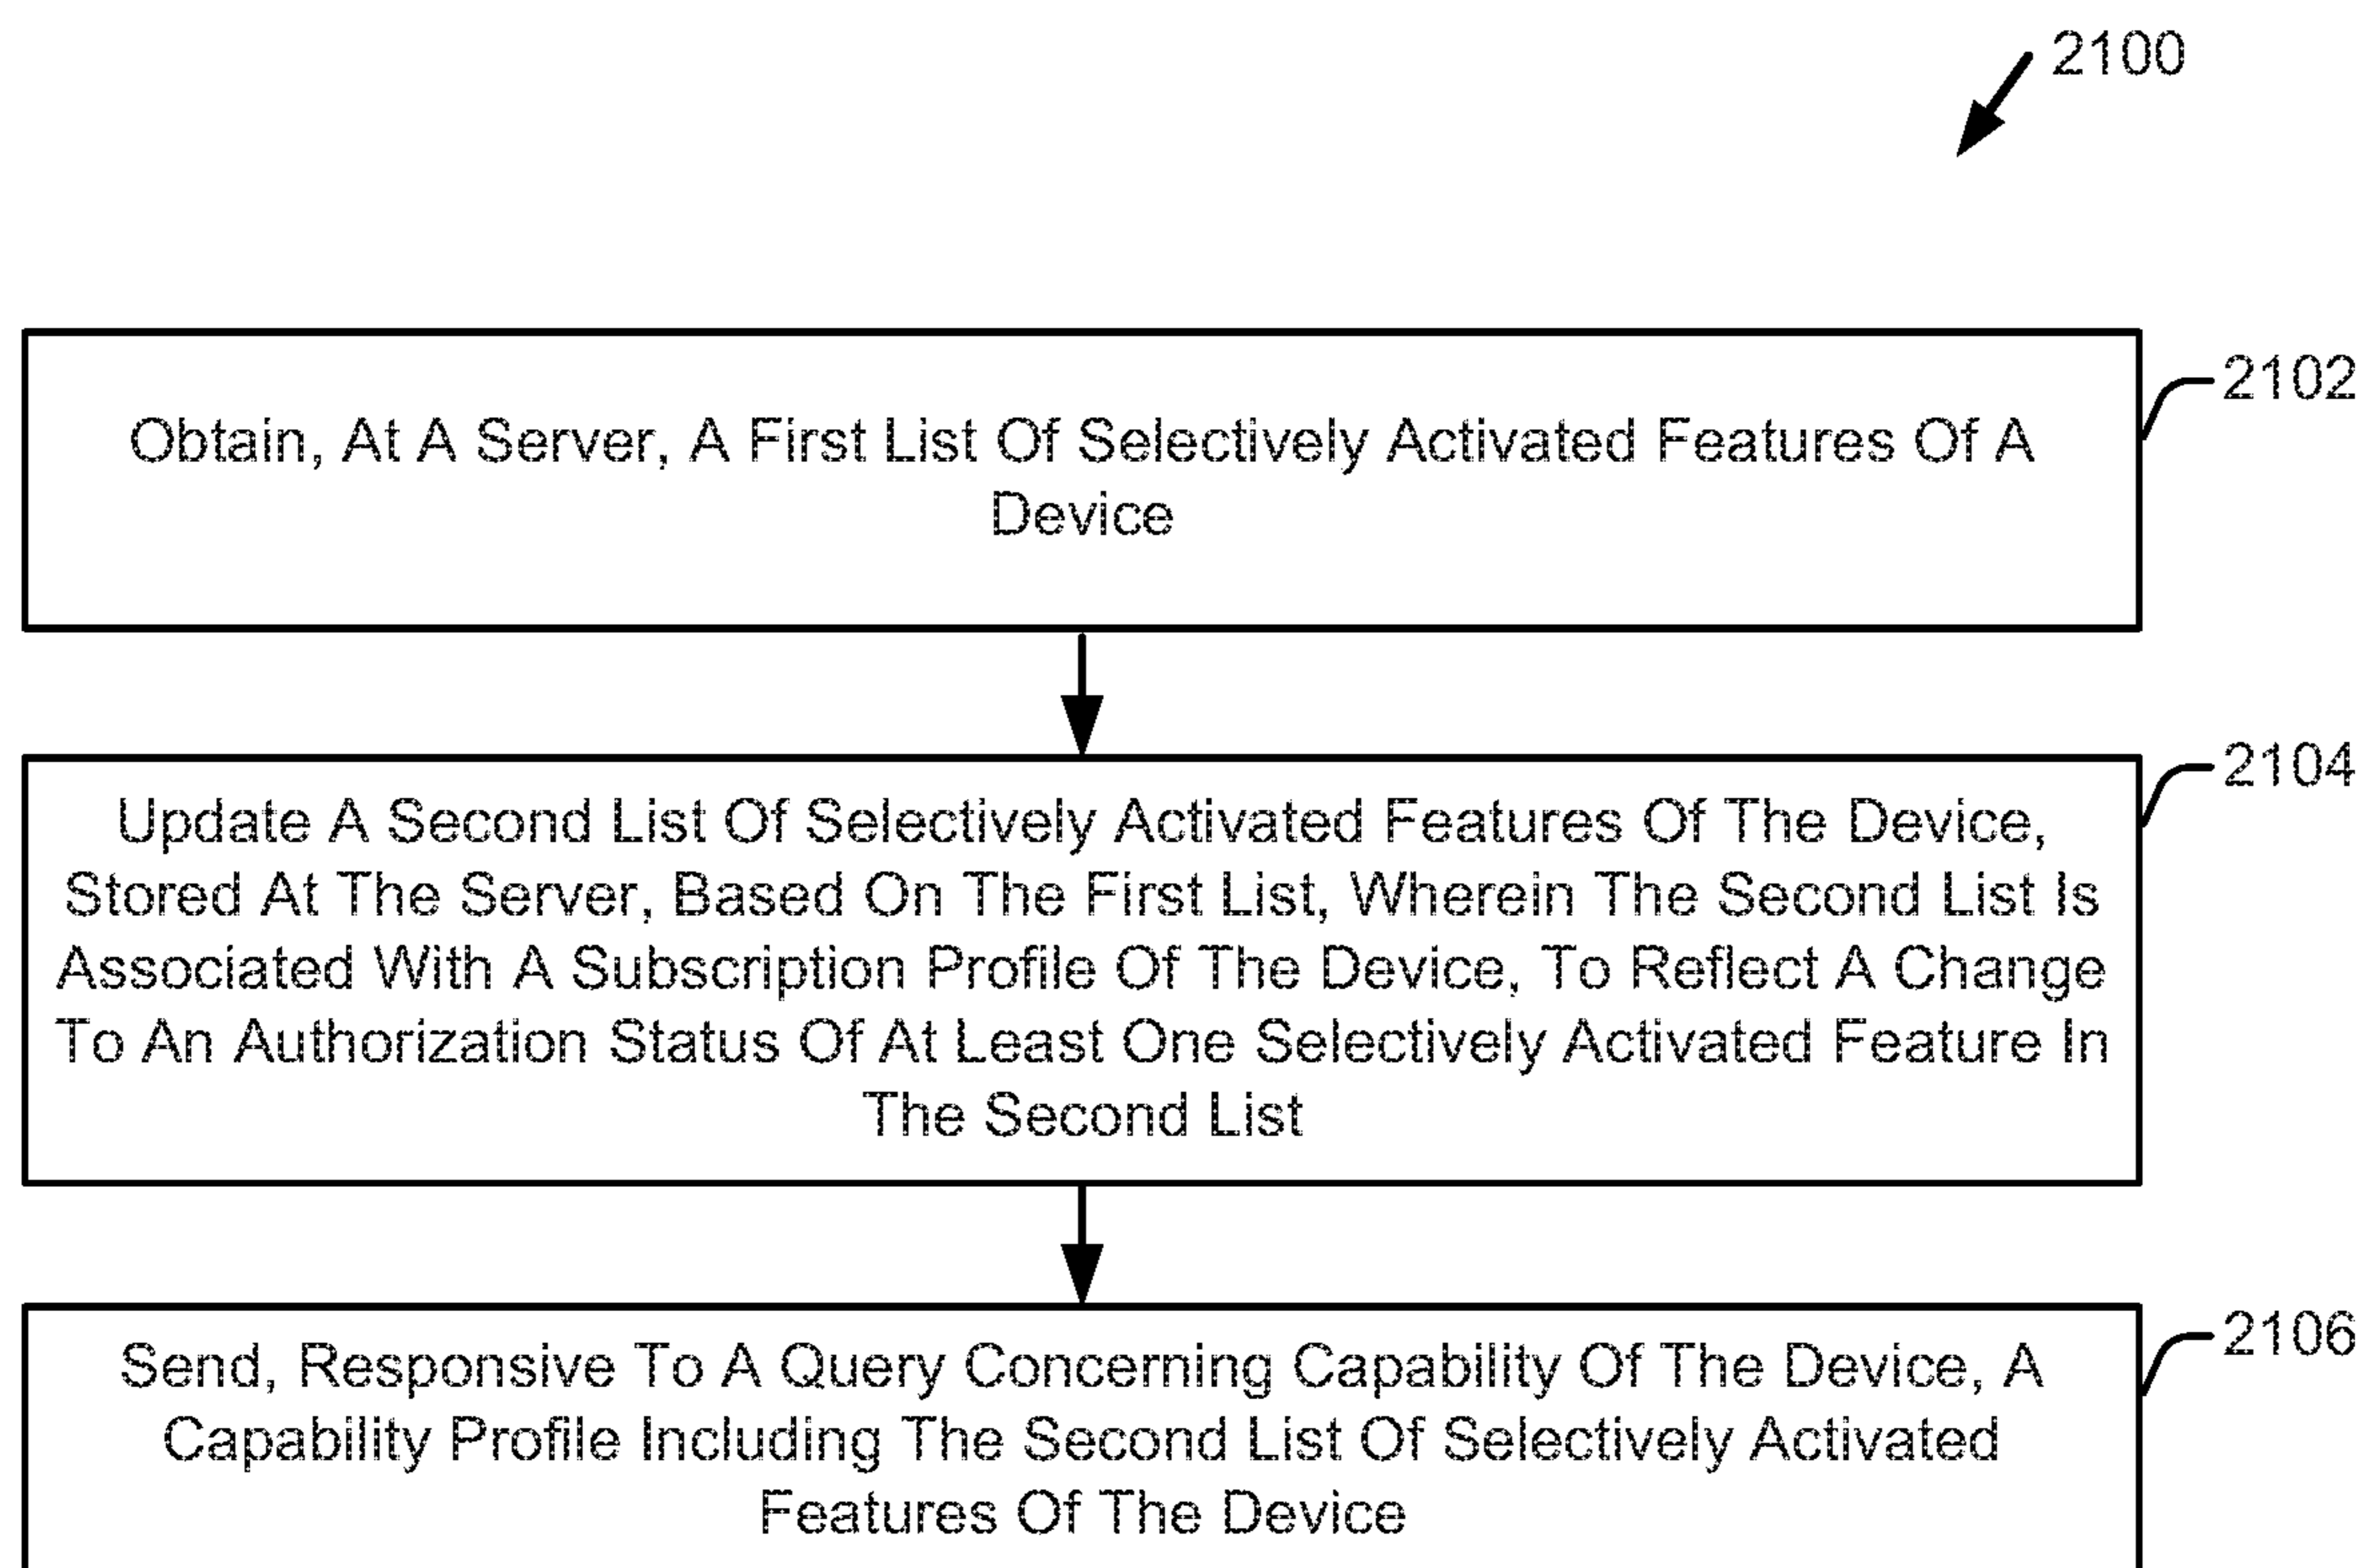 2100
2102
Obtain, At A Server, A First List Of Selectively Activated Features Of A
Device
2104
Update A Second List Of Selectively Activated Features Of The Device,
Stored At The Server, Based On The First List, Wherein The Second List Is
Associated With A Subscription Profile Of The Device, To Reflect A Change
To An Authorization Status Of At Least One Selectively Activated Feature In
The Second List
2106
Send, Responsive To A Query Concerning Capability Of The Device, A
Capability Profile Including The Second List Of Selectively Activated
Features Of The Device